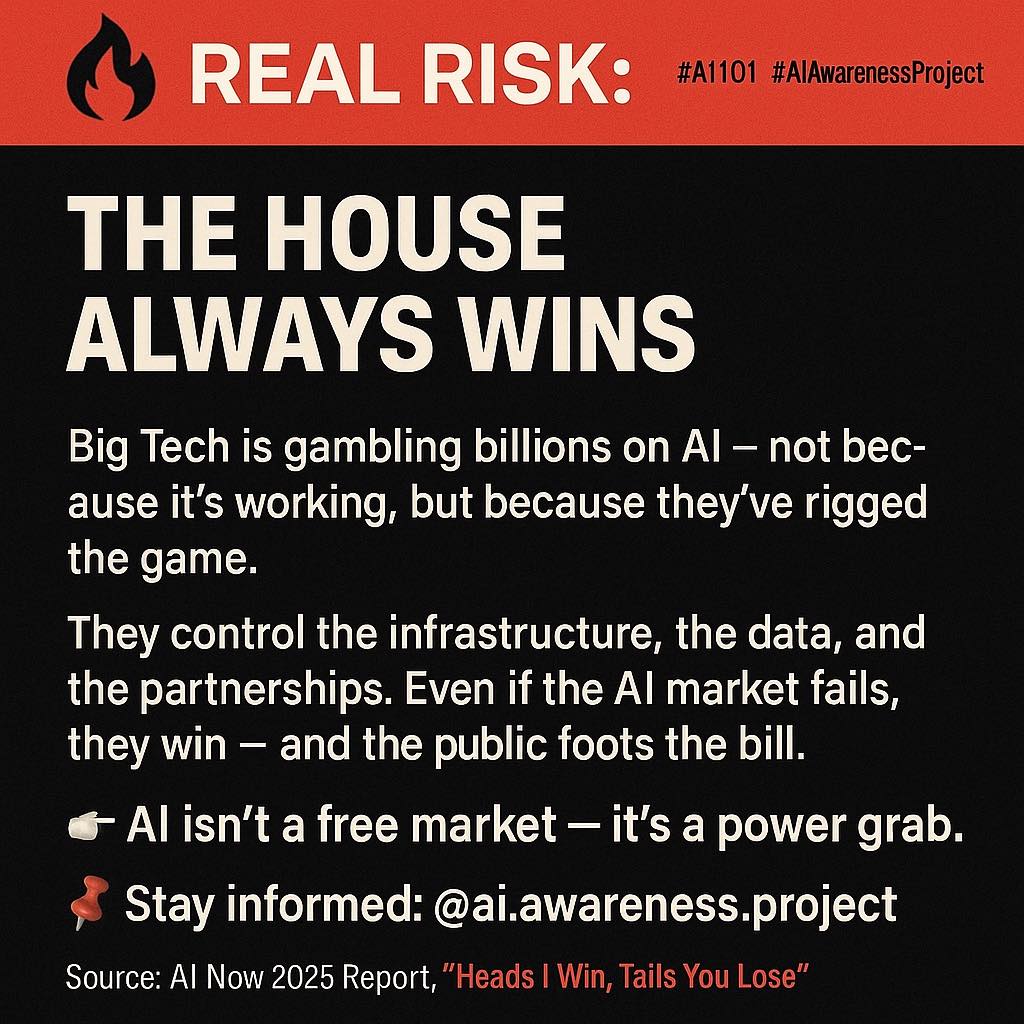 REAL RISK: #A1101 #AIAwarenessProject
THE HOUSE
ALWAYS WINS
Big Tech is gambling billions on AI – not bec-
ause it’s working, but because they’ve rigged
the game.
They control the infrastructure, the data, and
the partnerships. Even if the AI market fails,
they win – and the public foots the bill.
AI isn’t a free market – it’s a power grab.
Stay informed: @ai.awareness.project
Source: AI Now 2025 Report, ”Heads I Win, Tails You Lose”